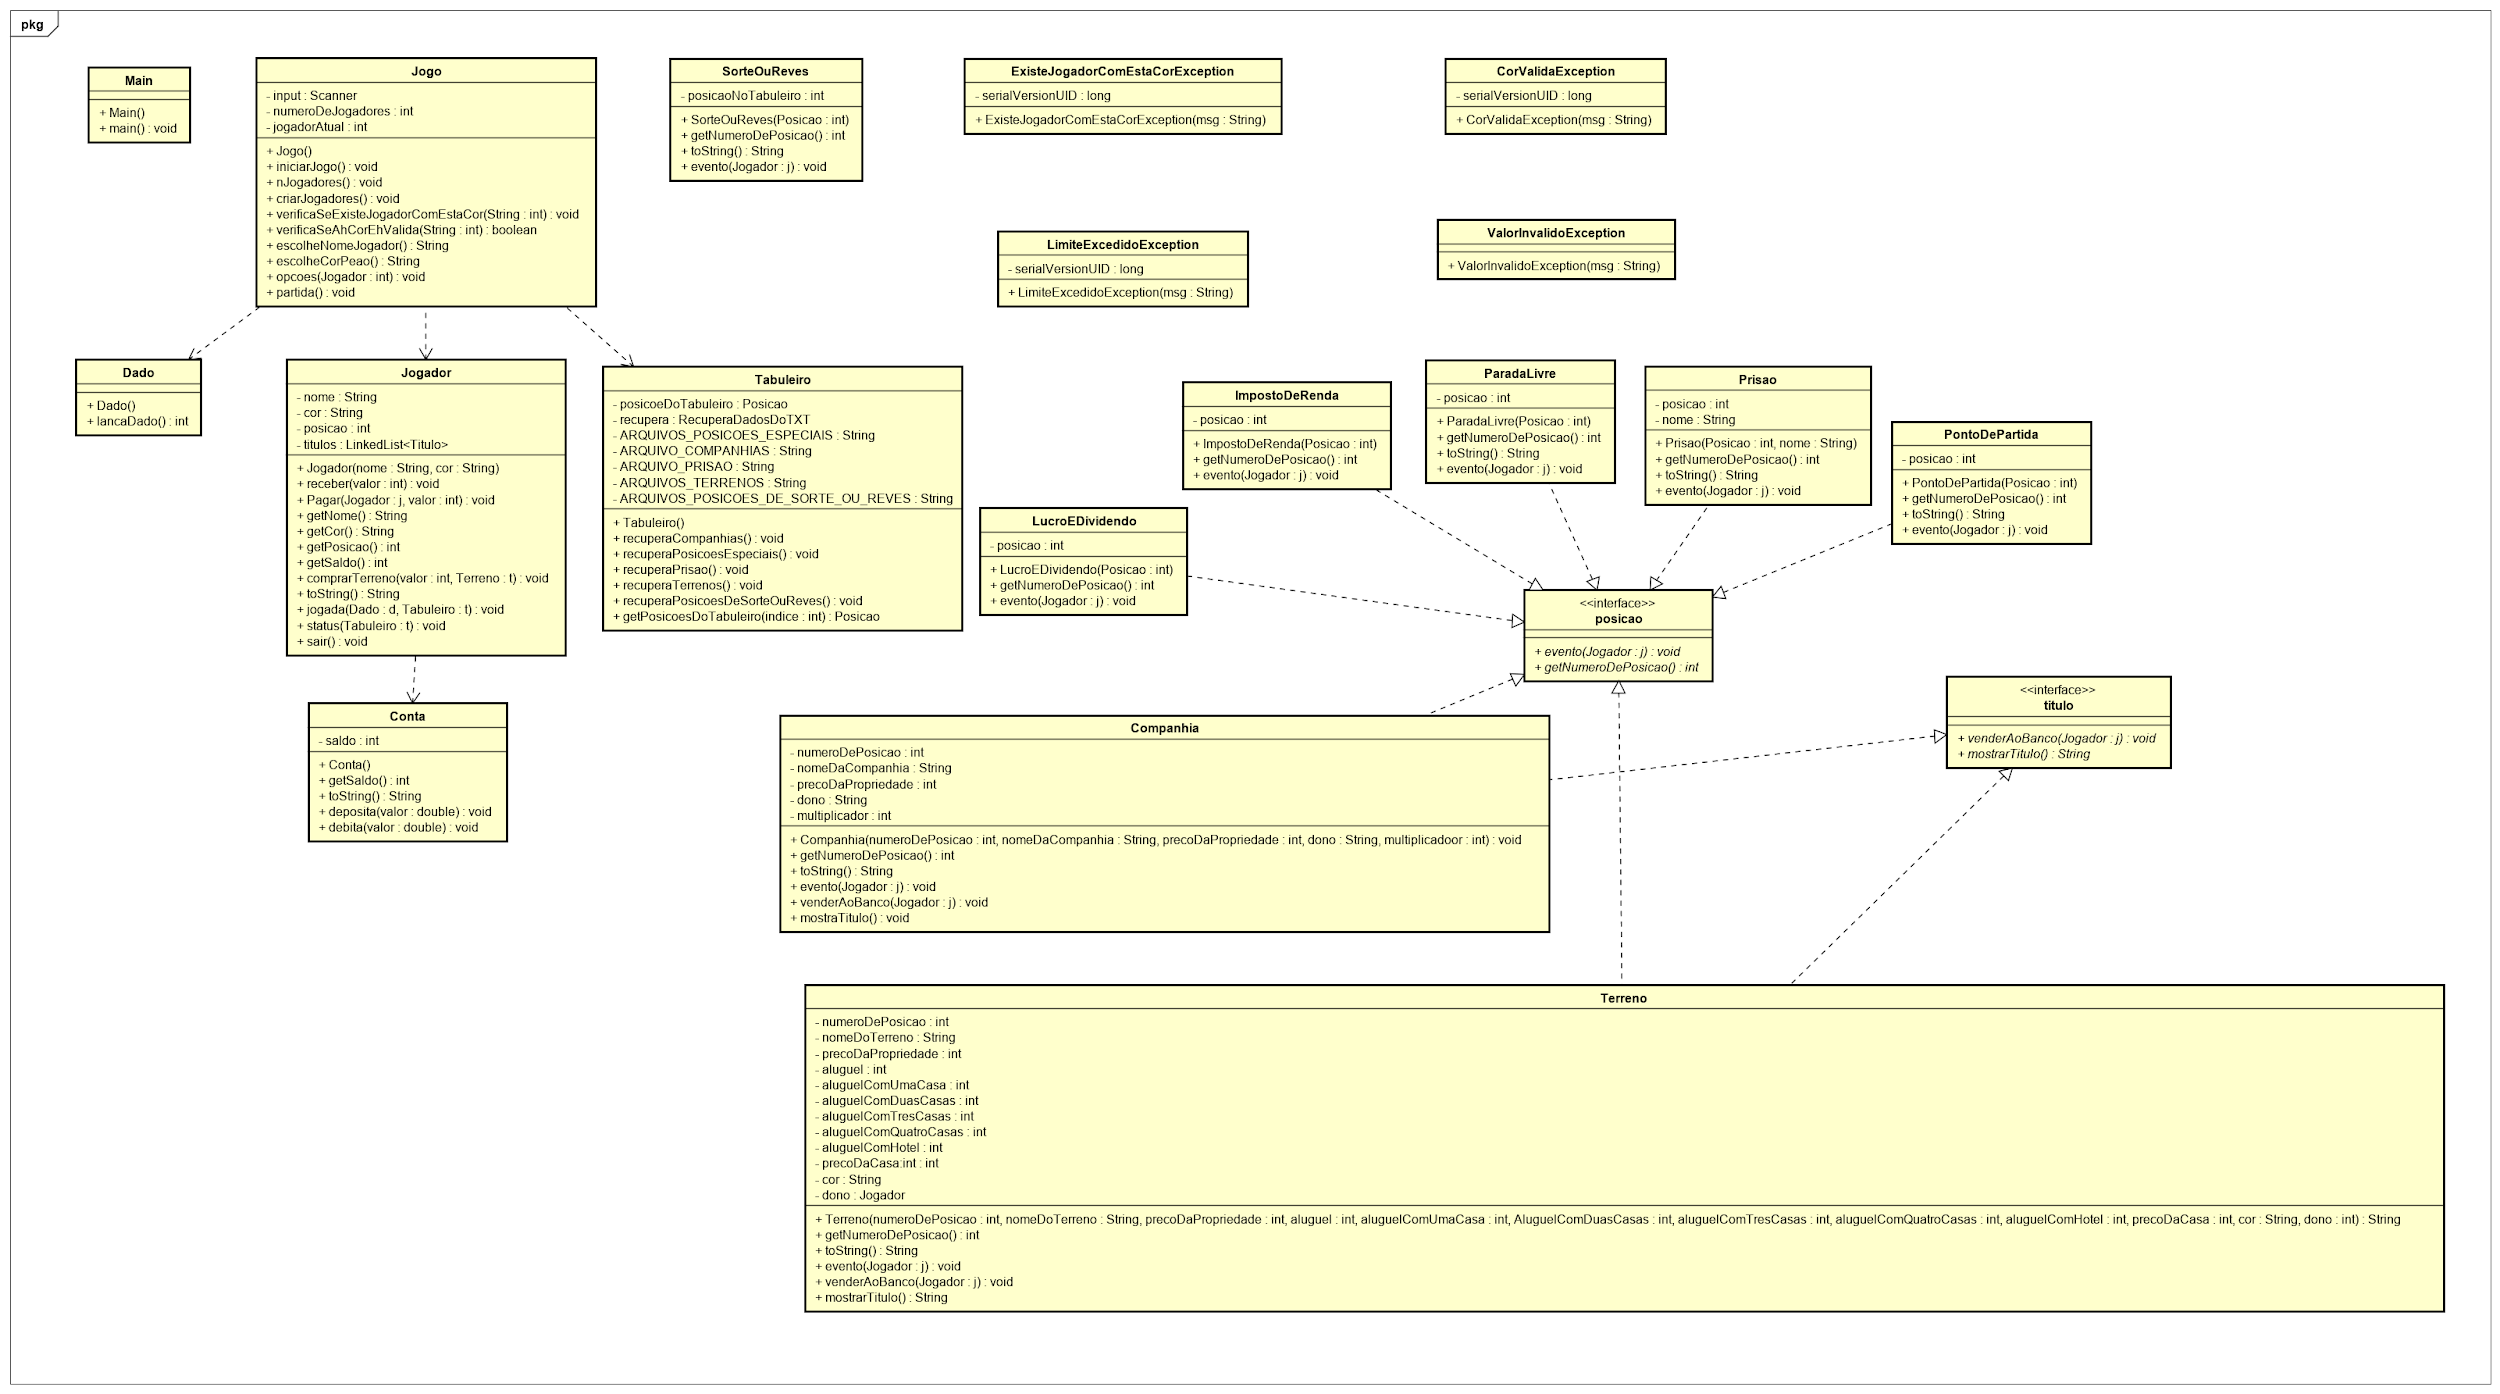 pkg
Main
+ Main()
+ main() : void
Jogo
- input : Scanner
- numeroDeJogadores : int
- jogadorAtual : int
+ Jogo()
+ iniciarJogo() : void
+ nJogadores() : void
+ criarJogadores() : void
+ verificaSeExisteJogadorComEstaCor(String : int) : void
+ verificaSeAhCorEhValida(String : int) : boolean
+ escolheNomeJogador() : String
+ escolheCorPeao() : String
+ opcoes(Jogador : int) : void
+ partida() : void
SorteOuReves
- posicaoNoTabuleiro : int
+ SorteOuReves(Posicao : int)
+ getNumeroDePosicao() : int
+ toString() : String
+ evento(Jogador : j) : void
ExisteJogadorComEstaCorException
- serialVersionUID : long
+ ExisteJogadorComEstaCorException(msg : String)
CorValidaException
- serialVersionUID : long
+ CorValidaException(msg : String)
LimiteExcedidoException
- serialVersionUID : long
+ LimiteExcedidoException(msg : String)
ValorInvalidoException
+ ValorInvalidoException(msg : String)
Dado
+ Dado()
+ lancaDado() : int
Jogador
- nome : String
- cor : String
- posicao : int
- titulos : LinkedList<Titulo>
+ Jogador(nome : String, cor : String)
+ receber(valor : int) : void
+ Pagar(Jogador : j, valor : int) : void
+ getNome() : String
+ getCor() : String
+ getPosicao() : int
+ getSaldo() : int
+ comprarTerreno(valor : int, Terreno : t) : void
+ toString() : String
+ jogada(Dado : d, Tabuleiro : t) : void
+ status(Tabuleiro : t) : void
+ sair() : void
Tabuleiro
- posicoeDoTabuleiro : Posicao
- recupera : RecuperaDadosDoTXT
- ARQUIVOS_POSICOES_ESPECIAIS : String
- ARQUIVO_COMPANHIAS : String
- ARQUIVO_PRISAO : String
- ARQUIVOS_TERRENOS : String
- ARQUIVOS_POSICOES_DE_SORTE_OU_REVES : String
+ Tabuleiro()
+ recuperaCompanhias() : void
+ recuperaPosicoesEspeciais() : void
+ recuperaPrisao() : void
+ recuperaTerrenos() : void
+ recuperaPosicoesDeSorteOuReves() : void
+ getPosicoesDoTabuleiro(indice : int) : Posicao
ImpostoDeRenda
- posicao : int
+ ImpostoDeRenda(Posicao : int)
+ getNumeroDePosicao() : int
+ evento(Jogador : j) : void
ParadaLivre
- posicao : int
+ ParadaLivre(Posicao : int)
+ getNumeroDePosicao() : int
+ toString() : String
+ evento(Jogador : j) : void
Prisao
- posicao : int
- nome : String
+ Prisao(Posicao : int, nome : String)
+ getNumeroDePosicao() : int
+ toString() : String
+ evento(Jogador : j) : void
PontoDePartida
- posicao : int
+ PontoDePartida(Posicao : int)
+ getNumeroDePosicao() : int
+ toString() : String
+ evento(Jogador : j) : void
LucroEDividendo
- posicao : int
+ LucroEDividendo(Posicao : int)
+ getNumeroDePosicao() : int
+ evento(Jogador : j) : void
<<interface>>
posicao
+ evento(Jogador : j) : void
+ getNumeroDePosicao() : int
<<interface>>
titulo
+ venderAoBanco(Jogador : j) : void
+ mostrarTitulo() : String
Conta
- saldo : int
+ Conta()
+ getSaldo() : int
+ toString() : String
+ deposita(valor : double) : void
+ debita(valor : double) : void
Companhia
- numeroDePosicao : int
- nomeDaCompanhia : String
- precoDaPropriedade : int
- dono : String
- multiplicador : int
+ Companhia(numeroDePosicao : int, nomeDaCompanhia : String, precoDaPropriedade : int, dono : String, multiplicadoor : int) : void
+ getNumeroDePosicao() : int
+ toString() : String
+ evento(Jogador : j) : void
+ venderAoBanco(Jogador : j) : void
+ mostraTitulo() : void
Terreno
- numeroDePosicao : int
- nomeDoTerreno : String
- precoDaPropriedade : int
- aluguel : int
- aluguelComUmaCasa : int
- aluguelComDuasCasas : int
- aluguelComTresCasas : int
- aluguelComQuatroCasas : int
- aluguelComHotel : int
- precoDaCasa:int : int
- cor : String
- dono : Jogador
+ Terreno(numeroDePosicao : int, nomeDoTerreno : String, precoDaPropriedade : int, aluguel : int, aluguelComUmaCasa : int, AluguelComDuasCasas : int, aluguelComTresCasas : int, aluguelComQuatroCasas : int, aluguelComHotel : int, precoDaCasa : int, cor : String, dono : int) : String
+ getNumeroDePosicao() : int
+ toString() : String
+ evento(Jogador : j) : void
+ venderAoBanco(Jogador : j) : void
+ mostrarTitulo() : String